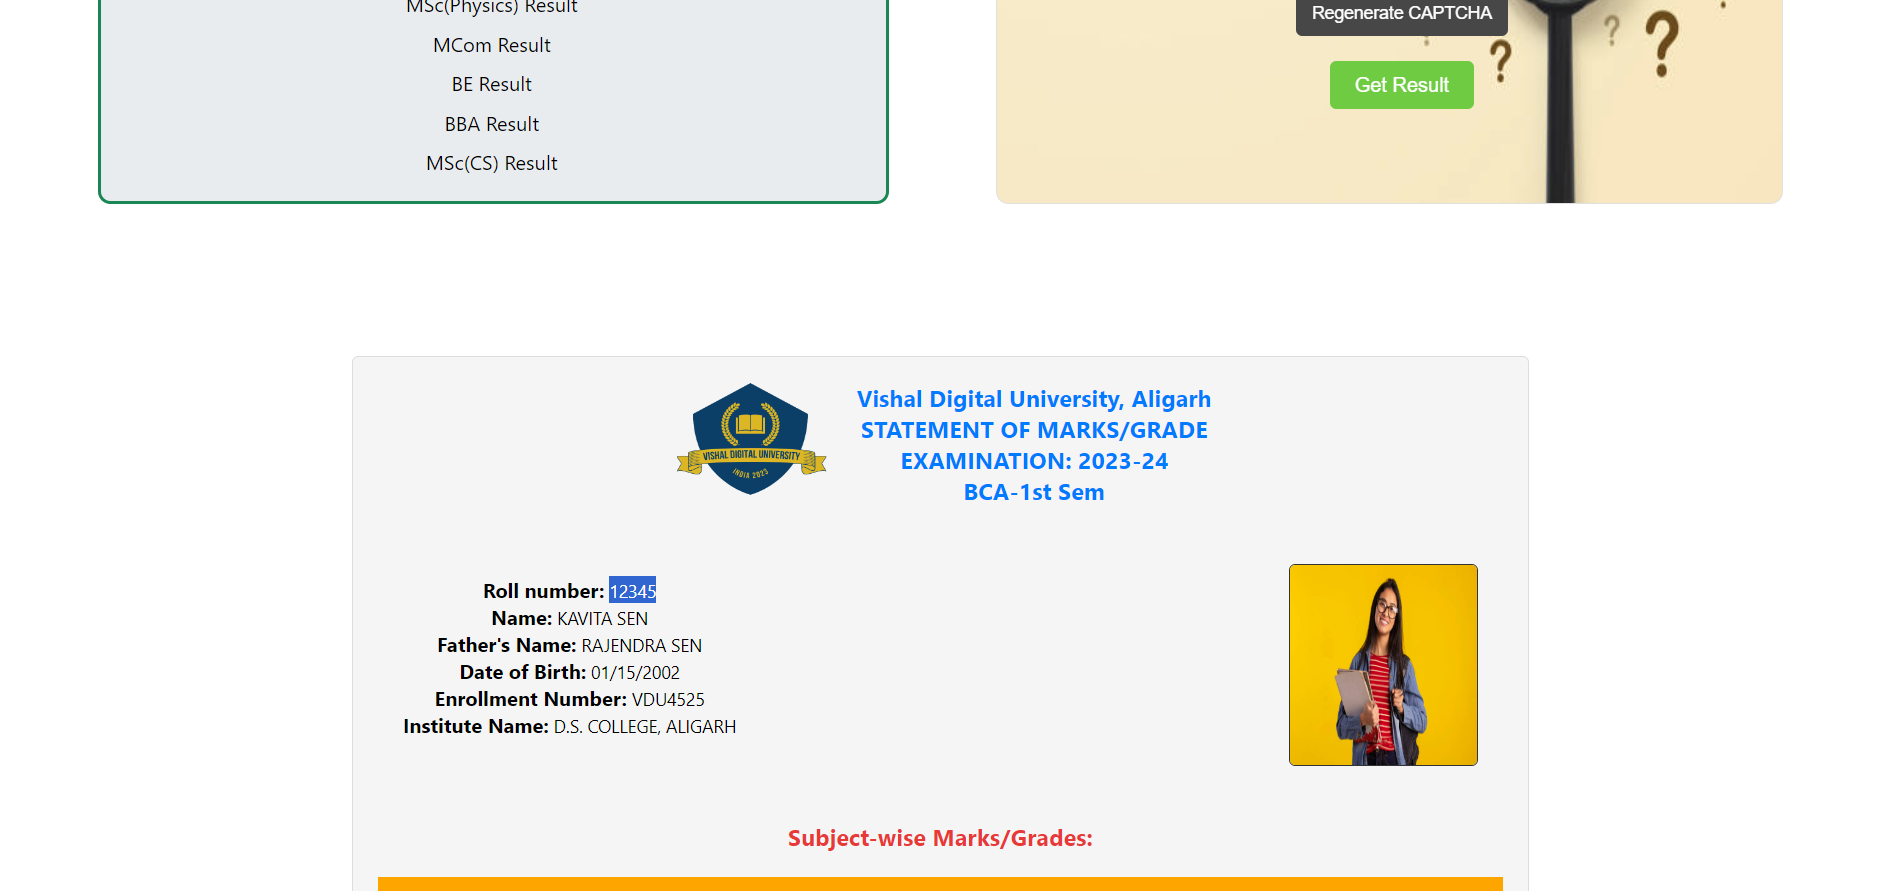 MSc(Physics) Result
MCom Result
BE Result
BBA Result
MSc(CS) Result
Regenerate CAPTCHA
Get Result
VISHAL DIGITAL UNIVERSITY
INDIA 2023
Vishal Digital University, Aligarh
STATEMENT OF MARKS/GRADE
EXAMINATION: 2023-24
BCA-1st Sem
Roll number: 12345
Name: KAVITA SEN
Father's Name: RAJENDRA SEN
Date of Birth: 01/15/2002
Enrollment Number: VDU4525
Institute Name: D.S. COLLEGE, ALIGARH
Subject-wise Marks/Grades: